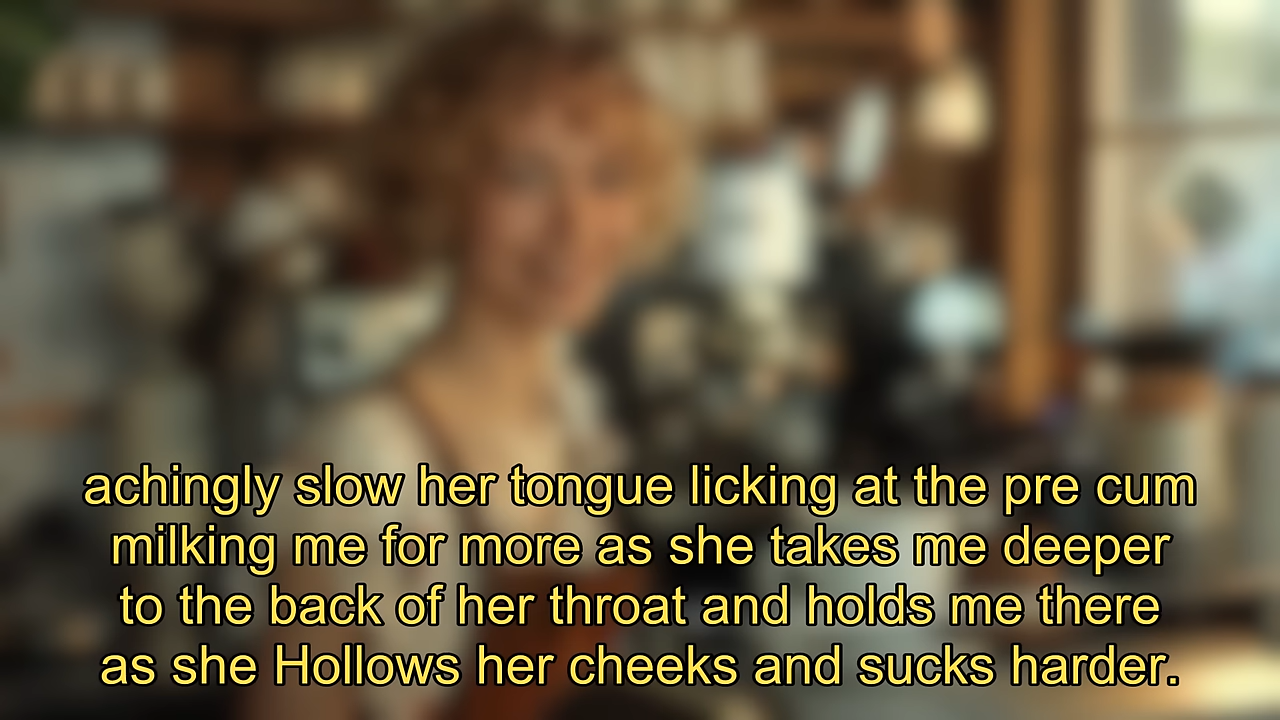 achingly slow her tongue licking at the pre cum
milking me for more as she takes me deeper
to the back of her throat and holds me there
as she Hollows her cheeks and sucks harder.